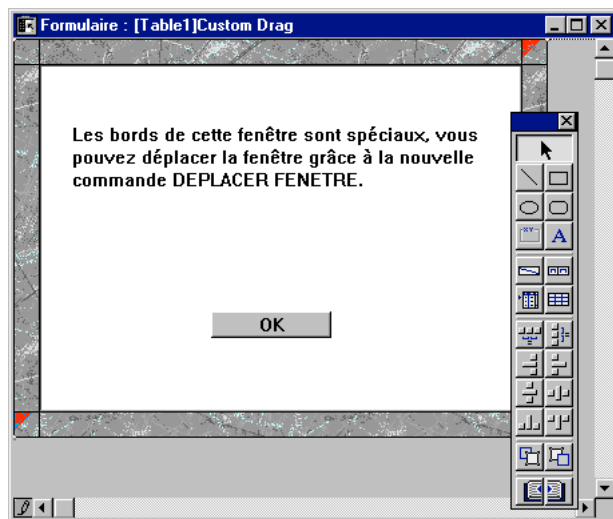 Formulaire : [Table1]Custom Drag
Les bords de cette fenêtre sont spéciaux, vous
pouvez déplacer la fenêtre grâce à la nouvelle
commande DEPLACER FENETRE.
OK
"XY"
A